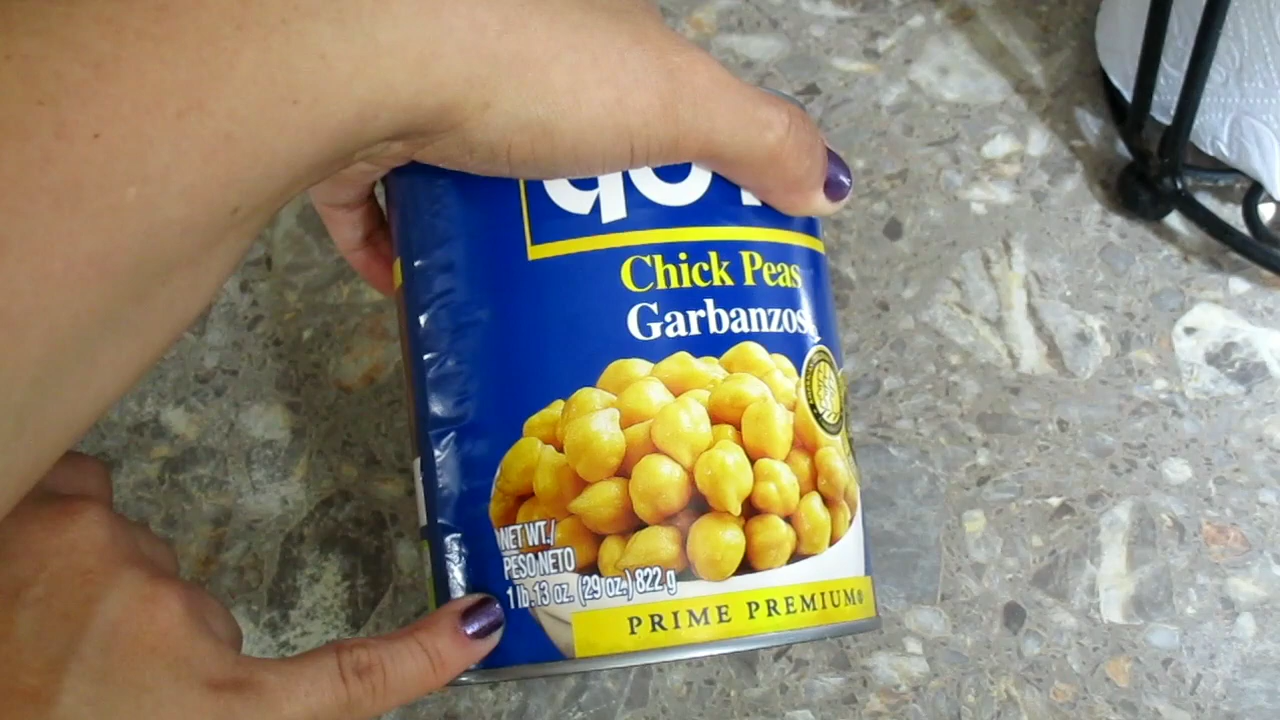 Chick Peas
Garbanzos
NET WT./
PESO NETO
1 lb.13 oz. (29 oz.) 822 g
PRIME PREMIUM®